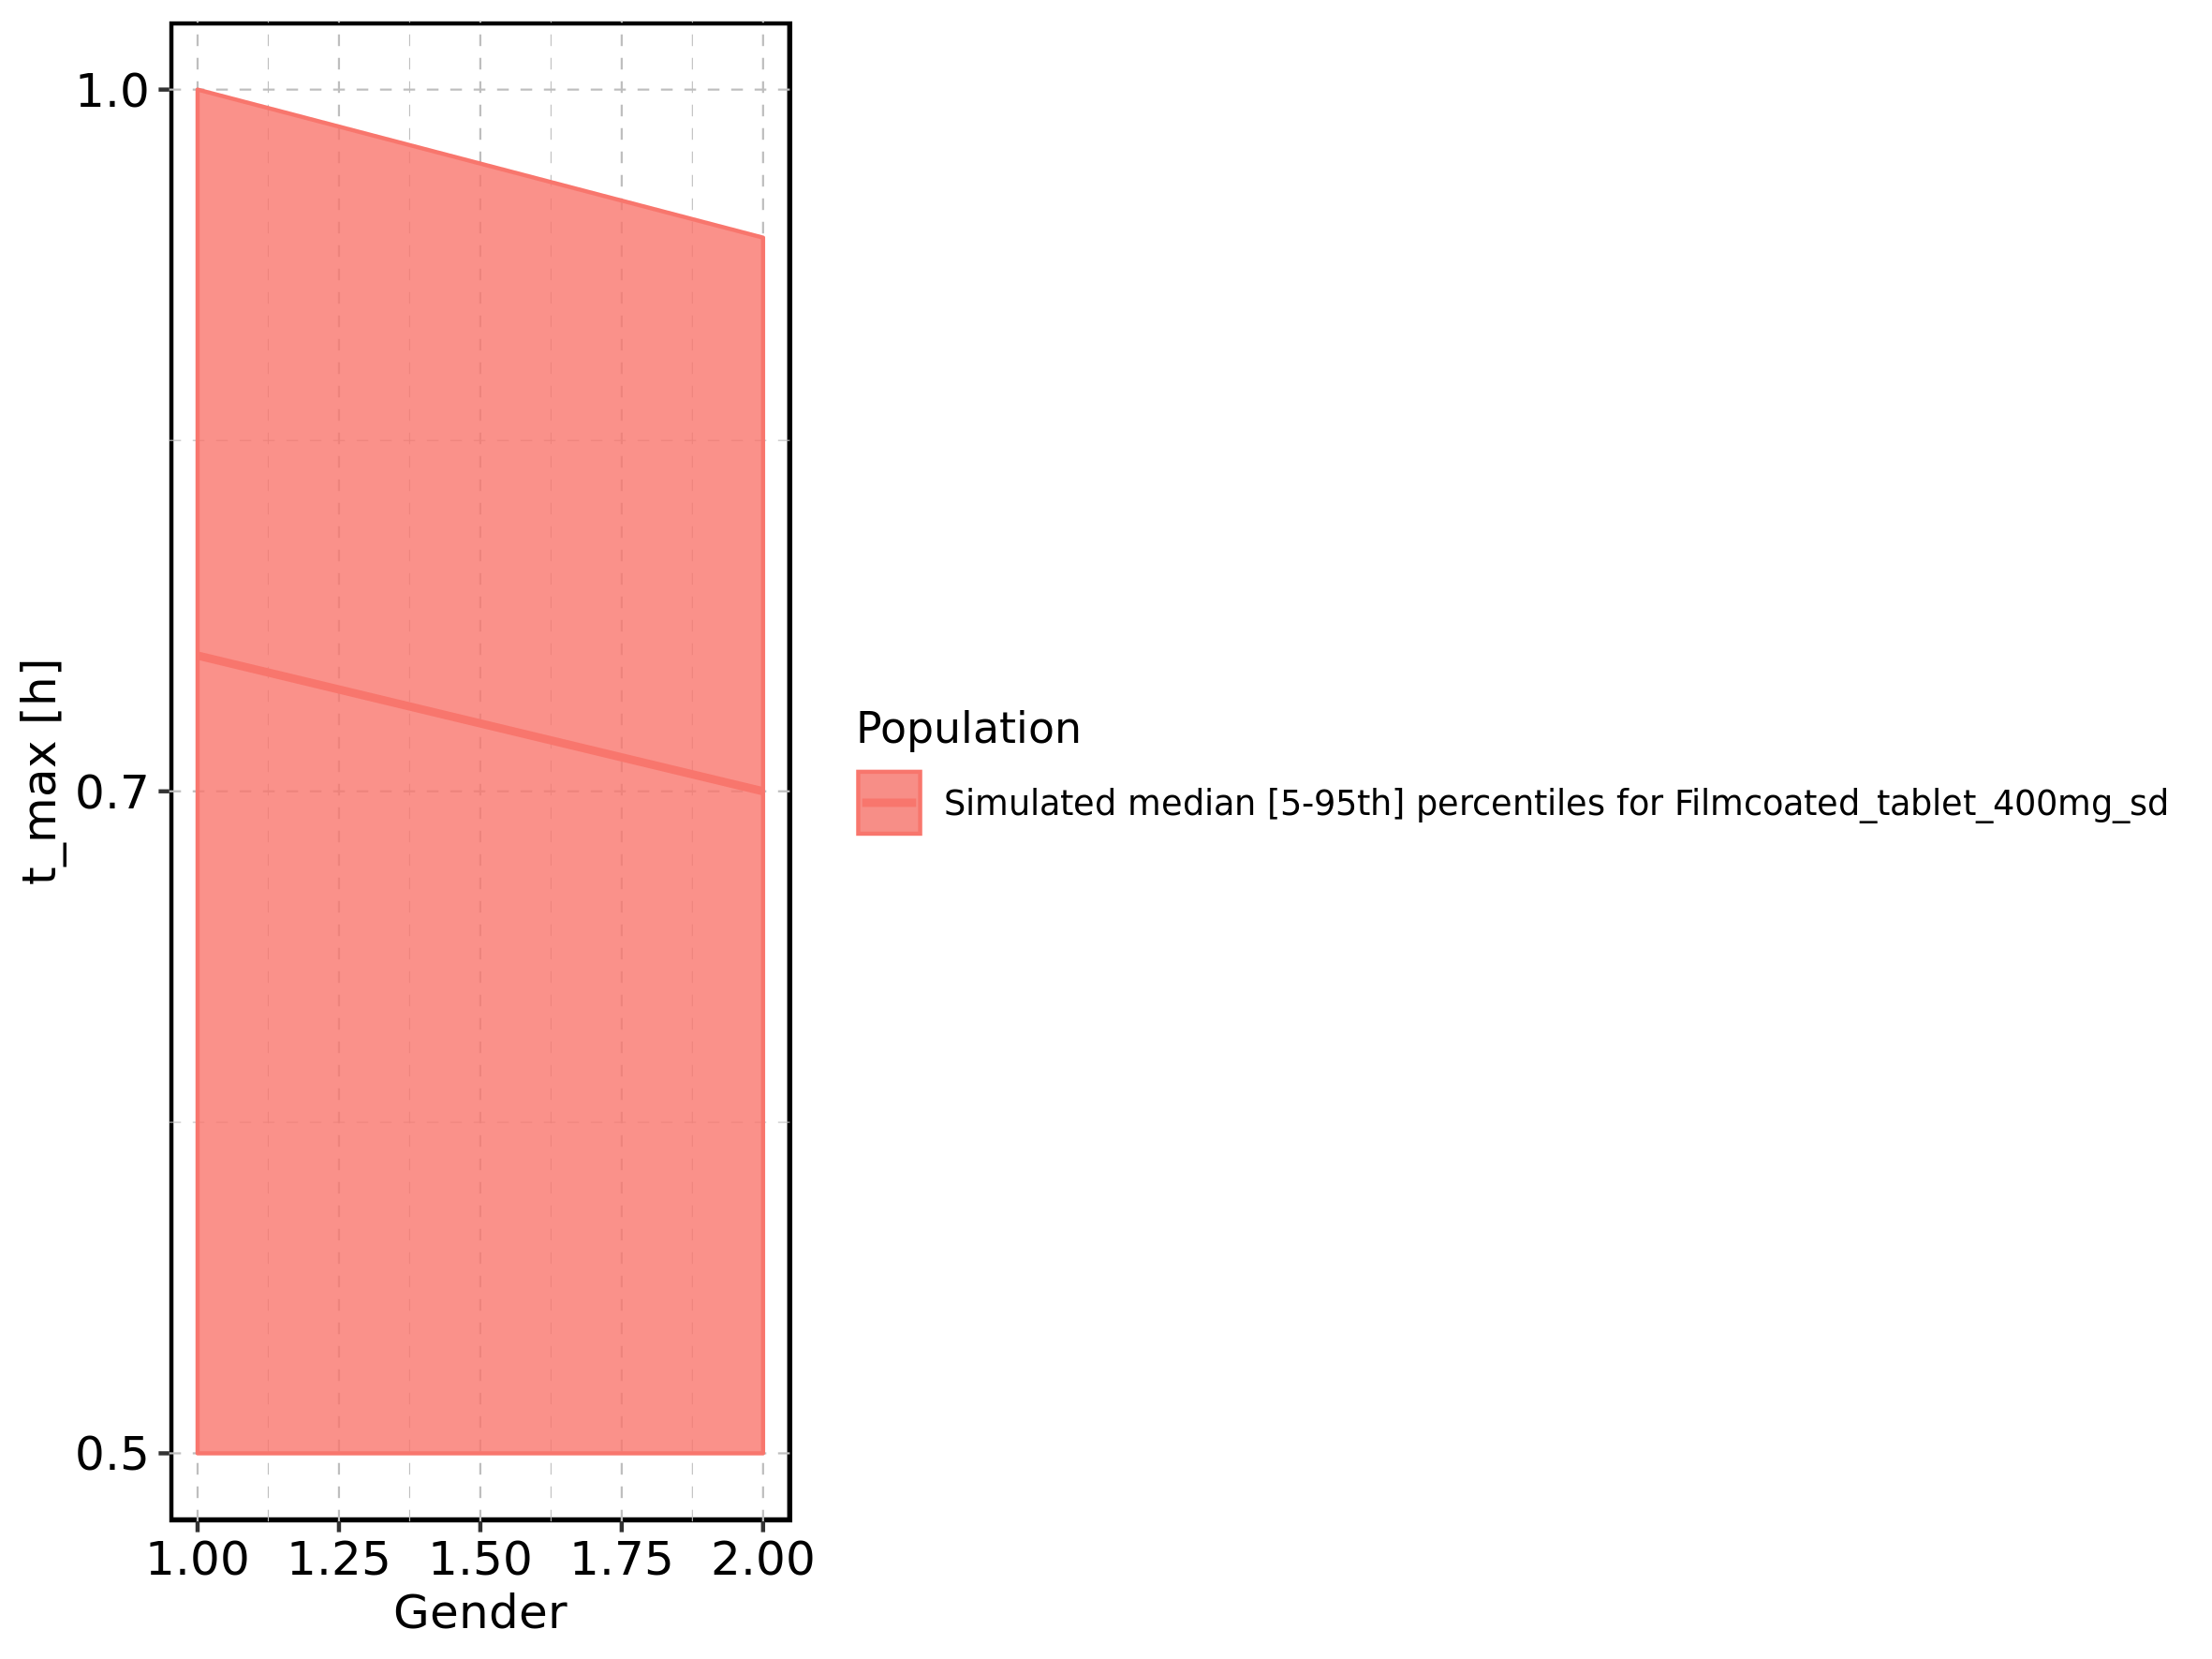 1.0
0.7
0.5
t_max [h]
1.00 1.25 1.50 1.75 2.00
Gender
Population
Simulated median [5-95th] percentiles for Filmcoated_tablet_400mg_sd